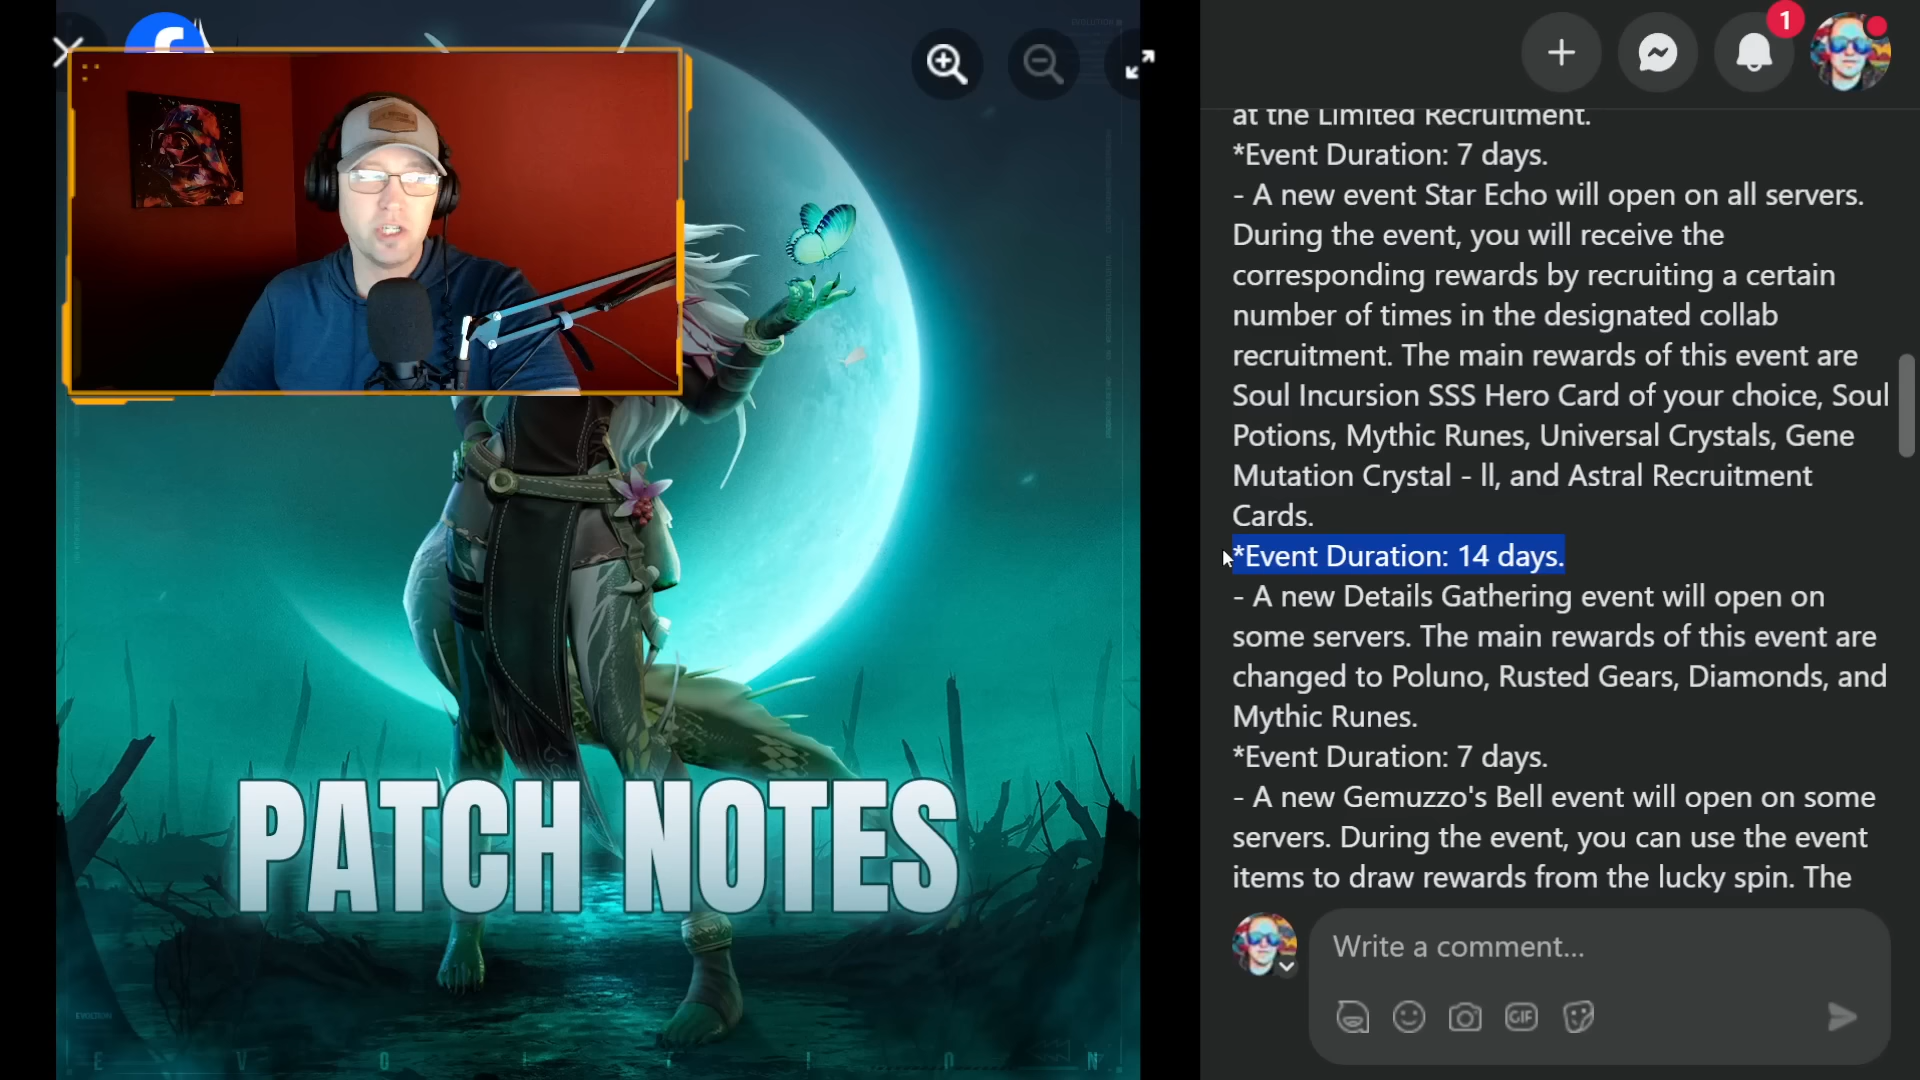 1
at the Limited Recruitment.
*Event Duration: 7 days.
- A new event Star Echo will open on all servers.
During the event, you will receive the
corresponding rewards by recruiting a certain
number of times in the designated collab
recruitment. The main rewards of this event are
Soul Incursion SSS Hero Card of your choice, Soul
Potions, Mythic Runes, Universal Crystals, Gene
Mutation Crystal - ll, and Astral Recruitment
Cards.
*Event Duration: 14 days.
- A new Details Gathering event will open on
some servers. The main rewards of this event are
changed to Poluno, Rusted Gears, Diamonds, and
Mythic Runes.
*Event Duration: 7 days.
- A new Gemuzzo's Bell event will open on some
servers. During the event, you can use the event
items to draw rewards from the lucky spin. The
PATCH NOTES
Write a comment...
GIF
E V O L T I O N